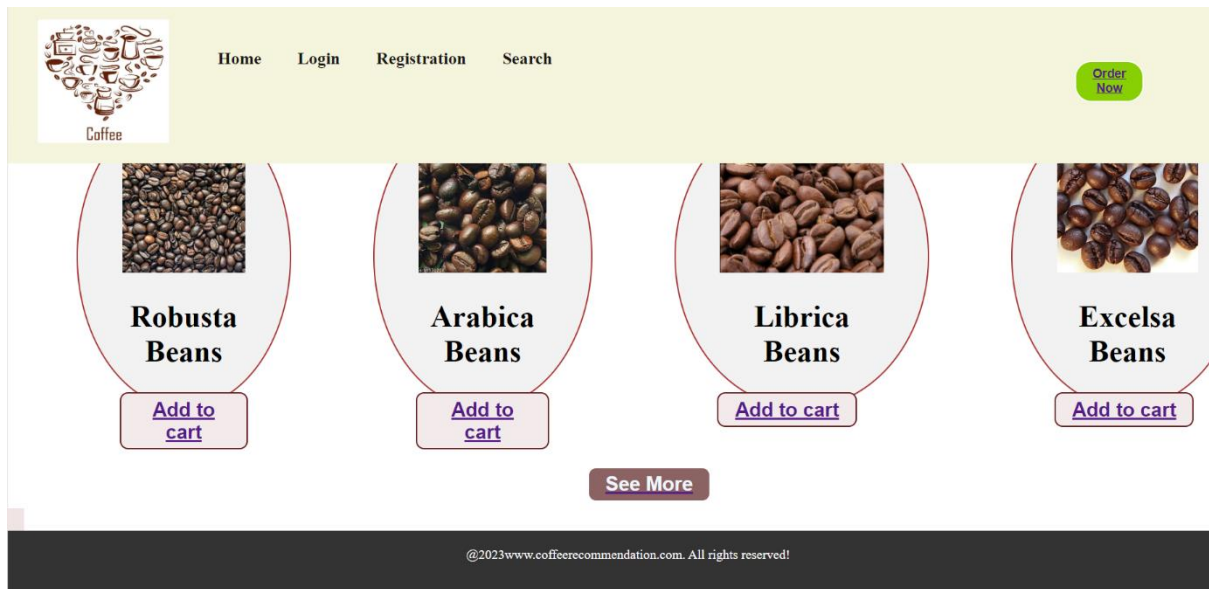 Coffee
Home Login Registration Search
Order
Now
Robusta
Beans
Arabica
Beans
Librica
Beans
Excelsa
Beans
Add to
cart
Add to
cart
Add to cart
Add to cart
See More
@2023www.coffeerecommendation.com. All rights reserved!